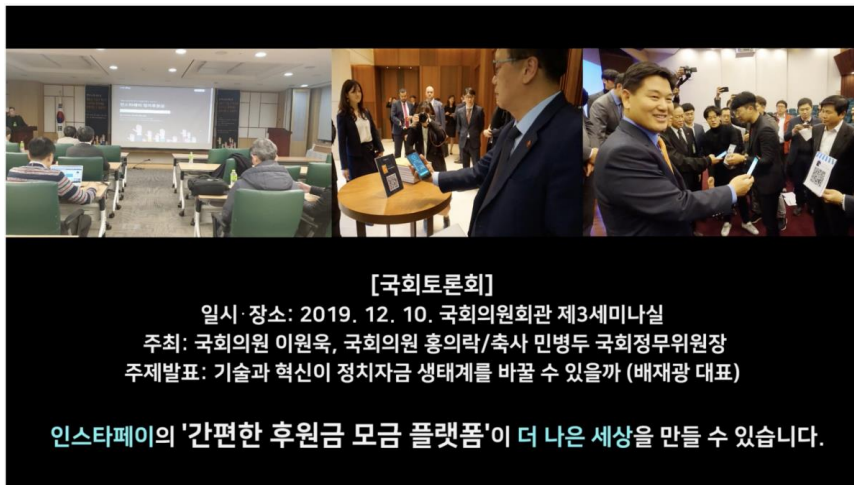 [국회토론회]
일시·장소: 2019. 12. 10. 국회의원회관 제3세미나실
주최: 국회의원 이원욱, 국회의원 홍의락/축사 민병두 국회정무위원장
주제발표: 기술과 혁신이 정치자금 생태계를 바꿀 수 있을까 (배재광 대표)
인스타페이의 '간편한 후원금 모금 플랫폼'이 더 나은 세상을 만들 수 있습니다.